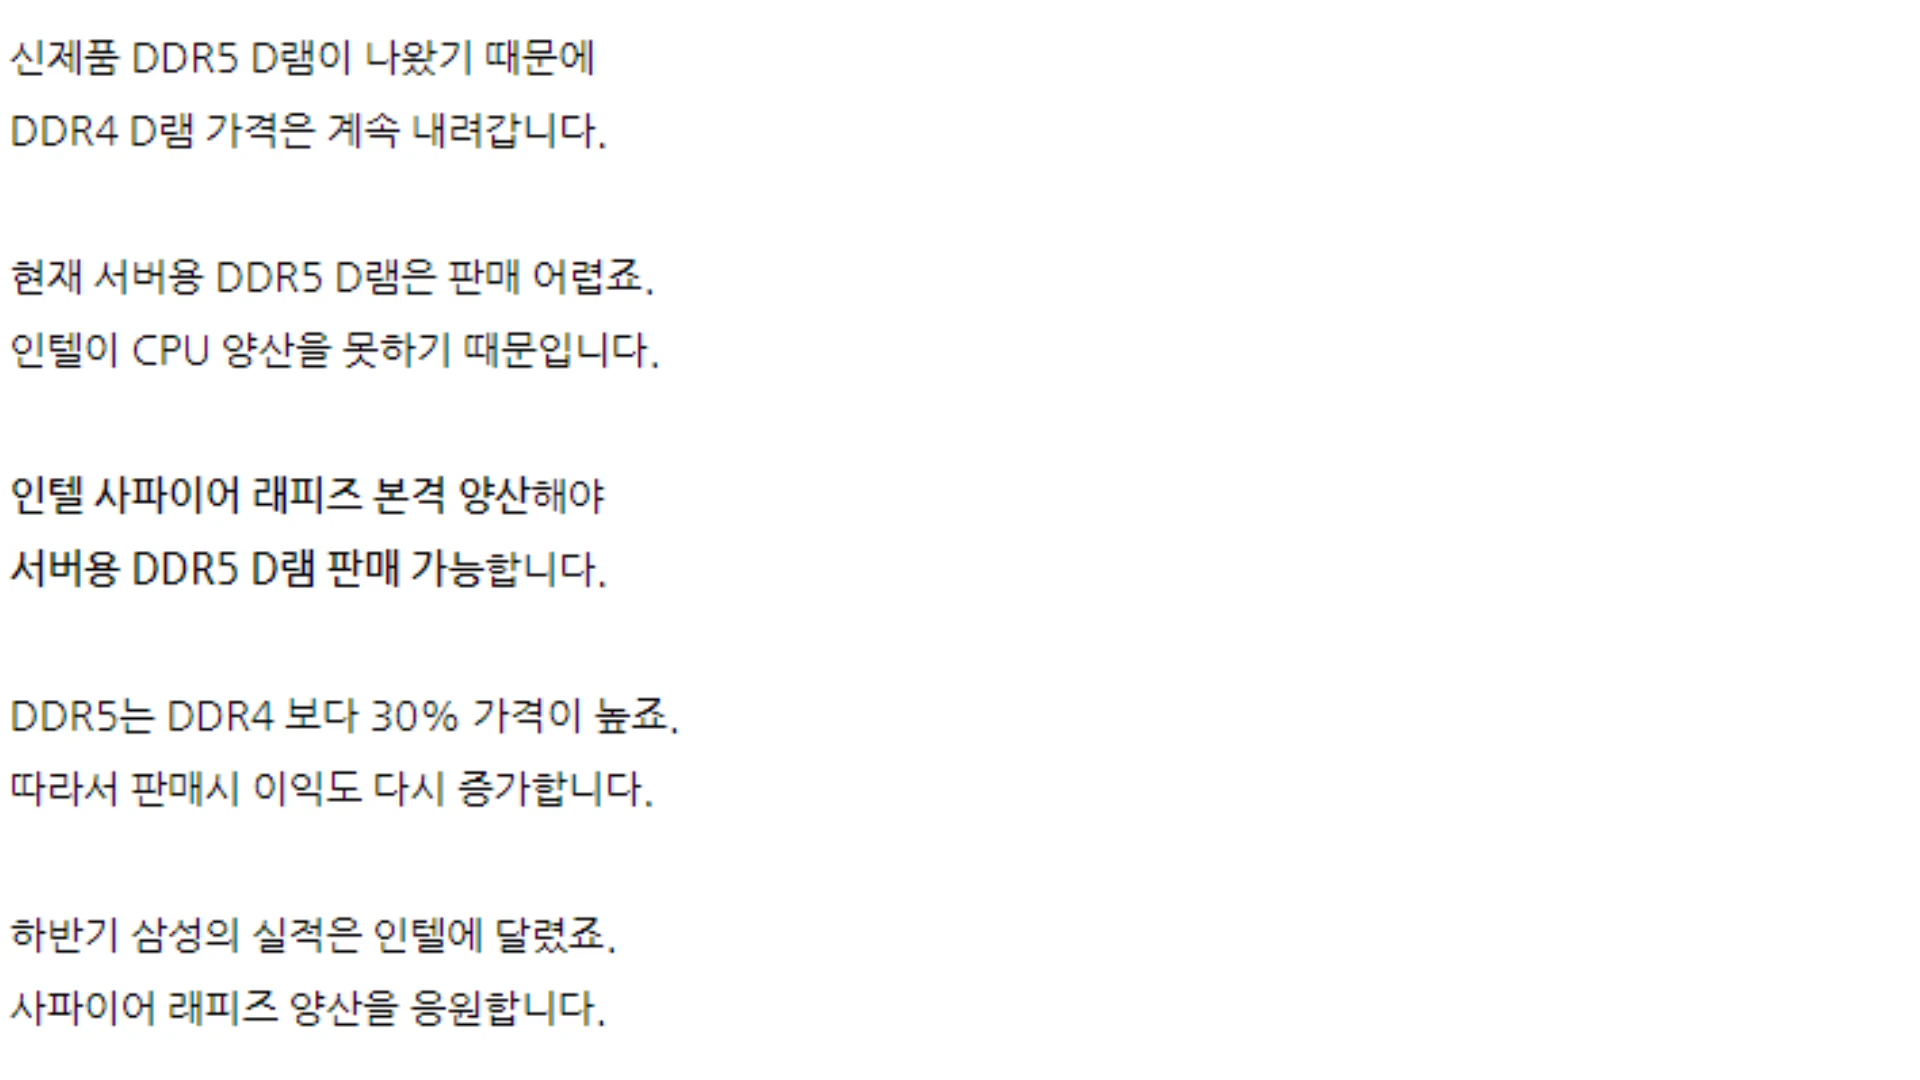 신제품 DDR5 D램이 나왔기 때문에
DDR4 D램 가격은 계속 내려갑니다.
현재 서버용 DDR5 D램은 판매 어렵죠.
인텔이 CPU 양산을 못하기 때문입니다.
인텔 사파이어 래피즈 본격 양산해야
서버용 DDR5 D램 판매 가능합니다.
DDR5는 DDR4 보다 30% 가격이 높죠.
따라서 판매시 이익도 다시 증가합니다.
하반기 삼성의 실적은 인텔에 달렸죠.
사파이어 래피즈 양산을 응원합니다.